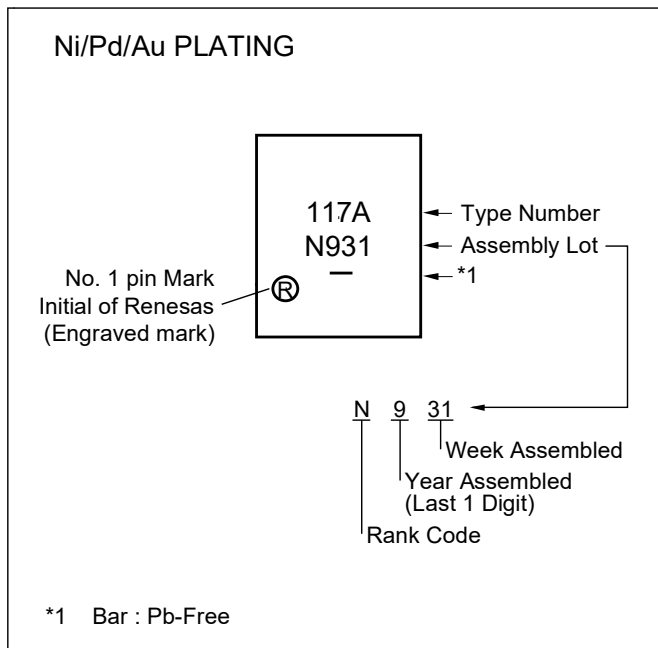 Ni/Pd/Au PLATING
117A
N931
—
Type Number
Assembly Lot
*1
No. 1 pin Mark
Initial of Renesas
(Engraved mark)
R
N 9 31
Week Assembled
Year Assembled
(Last 1 Digit)
Rank Code
*1 Bar : Pb-Free